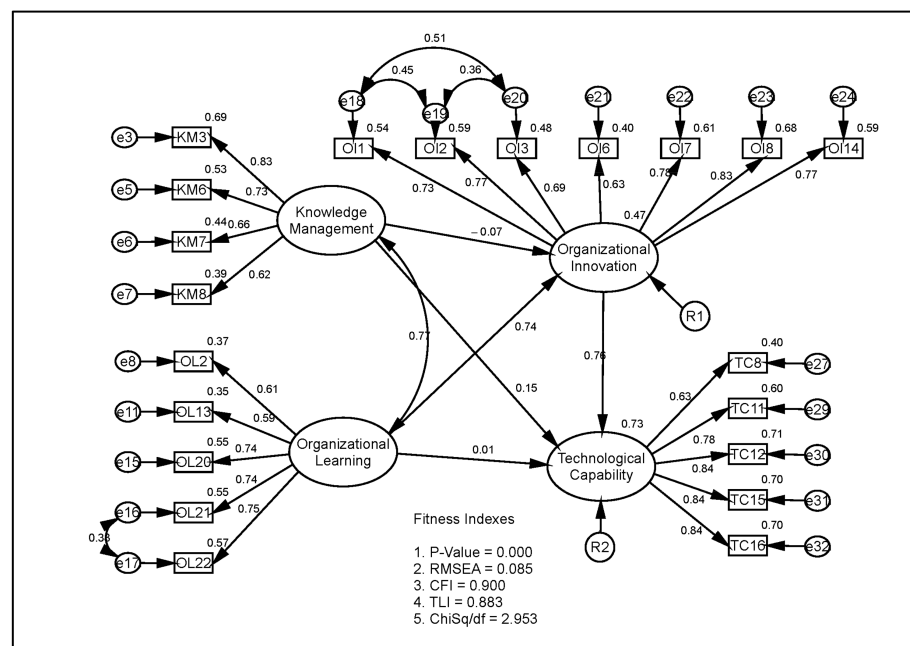 0.51
0.45
0.36
e18
e19
e20
e21
e22
e23
e24
0.54
0.59
0.48
0.40
0.61
0.68
0.59
OI1
OI2
OI3
OI6
OI7
OI8
OI14
0.73
0.77
0.69
0.63
0.78
0.83
0.77
0.69
e3
KM3
0.83
0.53
e5
KM6
0.73
0.44
0.66
e6
KM7
0.39
e7
KM8
0.62
Knowledge
Management
−0.07
0.47
Organizational
Innovation
R1
0.77
0.74
0.76
0.15
0.37
e8
OL2
0.61
0.35
e11
OL13
0.59
0.55
e15
OL20
0.74
0.55
e16
OL21
0.74
0.38
0.57
e17
OL22
0.75
Organizational
Learning
0.01
0.73
Technological
Capability
R2
0.40
TC8
e27
0.63
0.60
TC11
e29
0.78
0.71
TC12
e30
0.84
0.70
TC15
e31
0.84
0.70
TC16
e32
0.84
Fitness Indexes
1. P-Value = 0.000
2. RMSEA = 0.085
3. CFI = 0.900
4. TLI = 0.883
5. ChiSq/df = 2.953